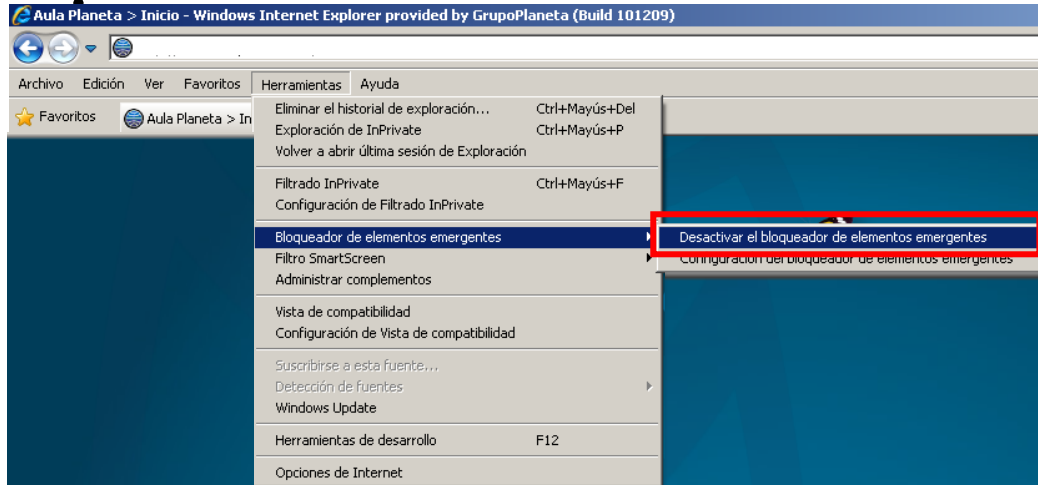 Aula Planeta > Inicio - Windows Internet Explorer provided by GrupoPlaneta (Build 101209)
Archivo Edición Ver Favoritos Herramientas Ayuda
Favoritos Aula Planeta > In
Eliminar el historial de exploración... Ctrl+Mayús+Del
Exploración de InPrivate Ctrl+Mayús+P
Volver a abrir última sesión de Exploración
Filtrado InPrivate Ctrl+Mayús+F
Configuración de Filtrado InPrivate
Bloqueador de elementos emergentes
Desactivar el bloqueador de elementos emergentes
Filtro SmartScreen
Configuración del bloqueador de elementos emergentes
Administrar complementos
Vista de compatibilidad
Configuración de Vista de compatibilidad
Suscribirse a esta fuente...
Detección de fuentes
Windows Update
Herramientas de desarrollo F12
Opciones de Internet